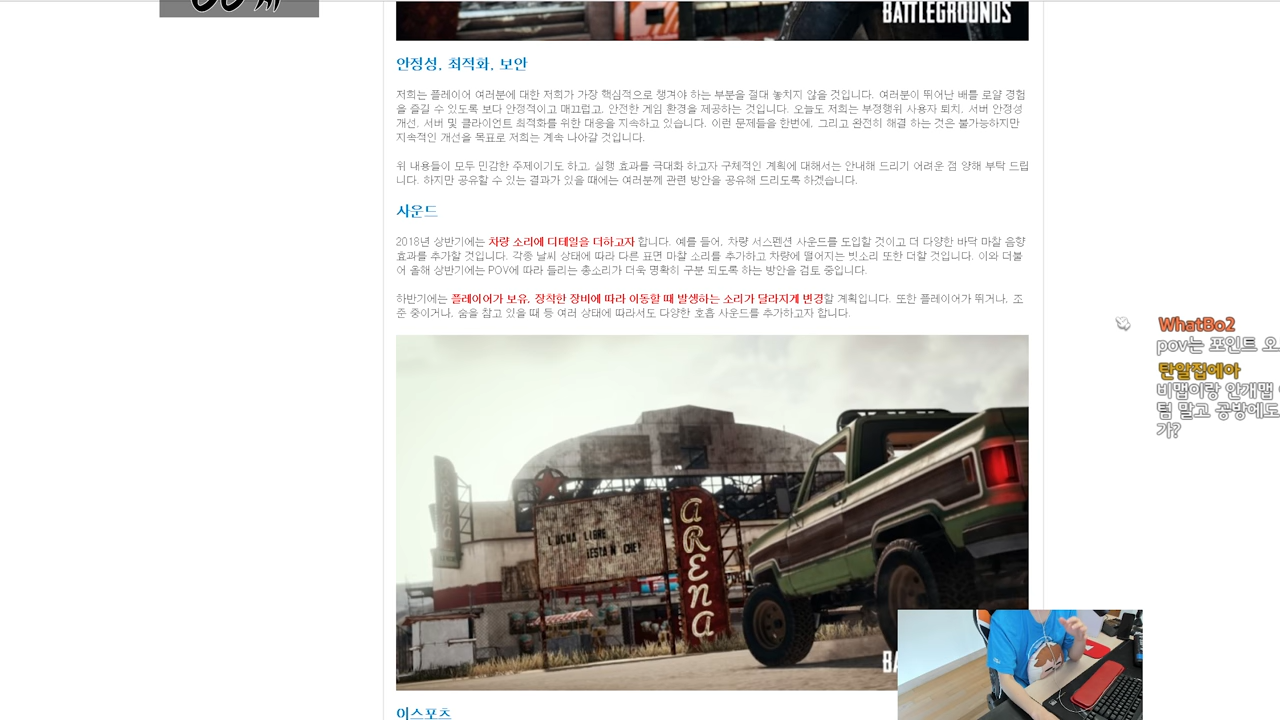 BATTLEGROUNDS
안정성, 최적화, 보안
저희는 플레이어 여러분에 대한 저희가 가장 핵심적으로 챙겨야 하는 부분을 절대 놓치지 않을 것입니다. 여러분이 뛰어난 배틀 로얄 경험
을 즐길 수 있도록 보다 안정적이고 매끄럽고, 안전한 게임 환경을 제공하는 것입니다. 오늘도 저희는 부정행위 사용자 퇴치, 서버 안정성
개선, 서버 및 클라이언트 최적화를 위한 대응을 지속하고 있습니다. 이런 문제들을 한번에, 그리고 완전히 해결 하는 것은 불가능하지만
지속적인 개선을 목표로 저희는 계속 나아갈 것입니다.
위 내용들이 모두 민감한 주제이기도 하고, 실행 효과를 극대화 하고자 구체적인 계획에 대해서는 안내해 드리기 어려운 점 양해 부탁 드립
니다. 하지만 공유할 수 있는 결과가 있을 때에는 여러분께 관련 방안을 공유해 드리도록 하겠습니다.
사운드
2018년 상반기에는 차량 소리에 디테일을 더하고자 합니다. 예를 들어, 차량 서스펜션 사운드를 도입할 것이고 더 다양한 바닥 마찰 음향
효과를 추가할 것입니다. 각종 날씨 상태에 따라 다른 표면 마찰 소리를 추가하고 차량에 떨어지는 빗소리 또한 더할 것입니다. 이와 더불
어 올해 상반기에는 POV에 따라 들리는 총소리가 더욱 명확히 구분 되도록 하는 방안을 검토 중입니다.
하반기에는 플레이어가 보유, 장착한 장비에 따라 이동할 때 발생하는 소리가 달라지게 변경할 계획입니다. 또한 플레이어가 뛰거나, 조
준 중이거나, 숨을 참고 있을 때 등 여러 상태에 따라서도 다양한 호흡 사운드를 추가하고자 합니다.
WhatBo2
pov는 포인트 오
탄알집에아
비맵이랑 안개맵
텀 말고 공방에도
가?
LUCHA LIBRE
ARENA
이스포츠